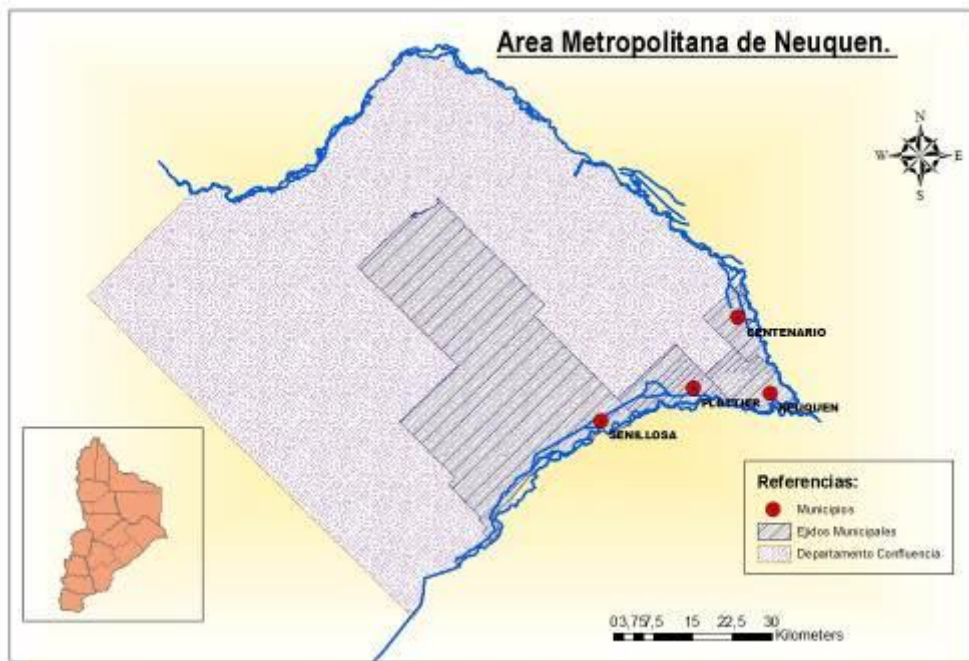 Area Metropolitana de Neuquen.
N
W E
S
CENTENARIO
PLOTTIER
NEUQUEN
SENILLOSA
Referencias:
Municipios
Ejidos Municipales
Departamento Confluencia
03,757,5 15 22,5 30
Kilometers